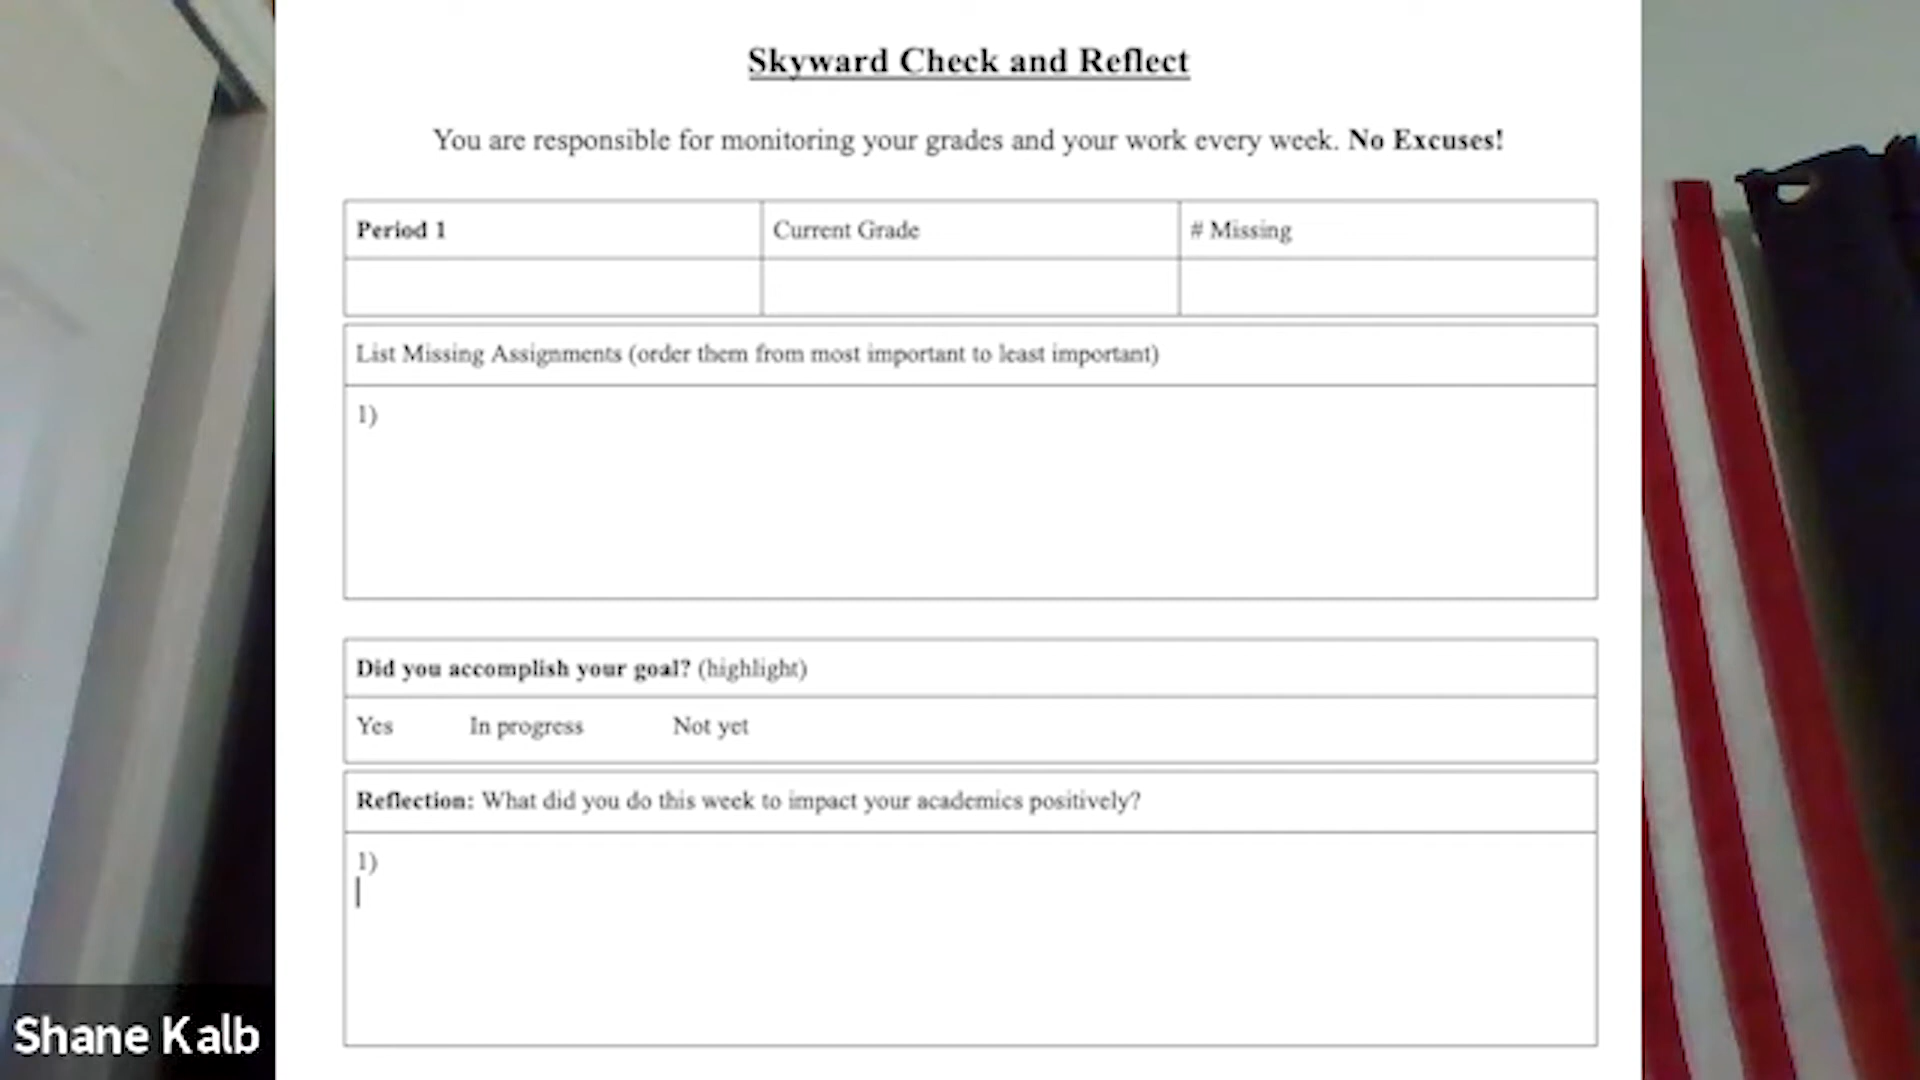 Skyward Check and Reflect
You are responsible for monitoring your grades and your work every week. No Excuses!
Period 1
Current Grade
# Missing
List Missing Assignments (order them from most important to least important)
1)
Did you accomplish your goal? (highlight)
Yes In progress Not yet
Reflection: What did you do this week to impact your academics positively?
1)
Shane Kalb